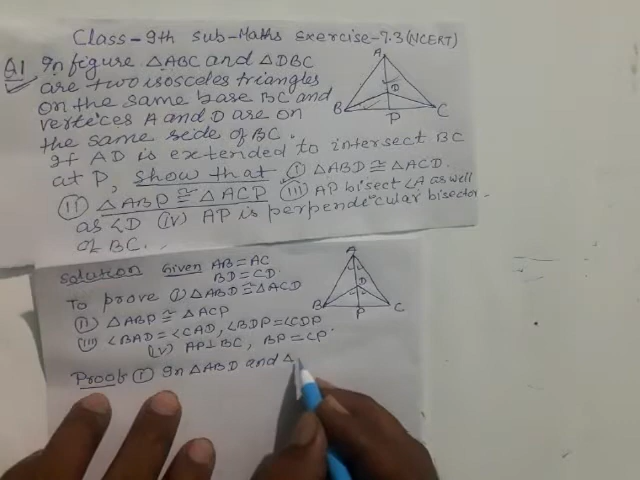 Class-9th Sub-Maths Exercise-7.3(NCERT)
Q1 In figure △ABC and △DBC
are two isosceles triangles
on the same base BC and
vertices A and D are on
the same side of BC.
If AD is extended to intersect BC
at P, show that (I) △ABD ≅ △ACD.
(II) △ABP ≅ △ACP (III) AP bisect ∠A as well
as ∠D (IV) AP is perpendicular bisector
of BC.
A
D
B
P
C
Solution Given AB = AC
BD = CD.
To prove (I) △ABD ≅ △ACD
(II) △ABP ≅ △ACP
(III) ∠BAD = ∠CAD, ∠BDP = ∠CDP
(IV) AP⊥BC, BP = CP.
Proof (I) In △ABD and △
A
D
B
P
C